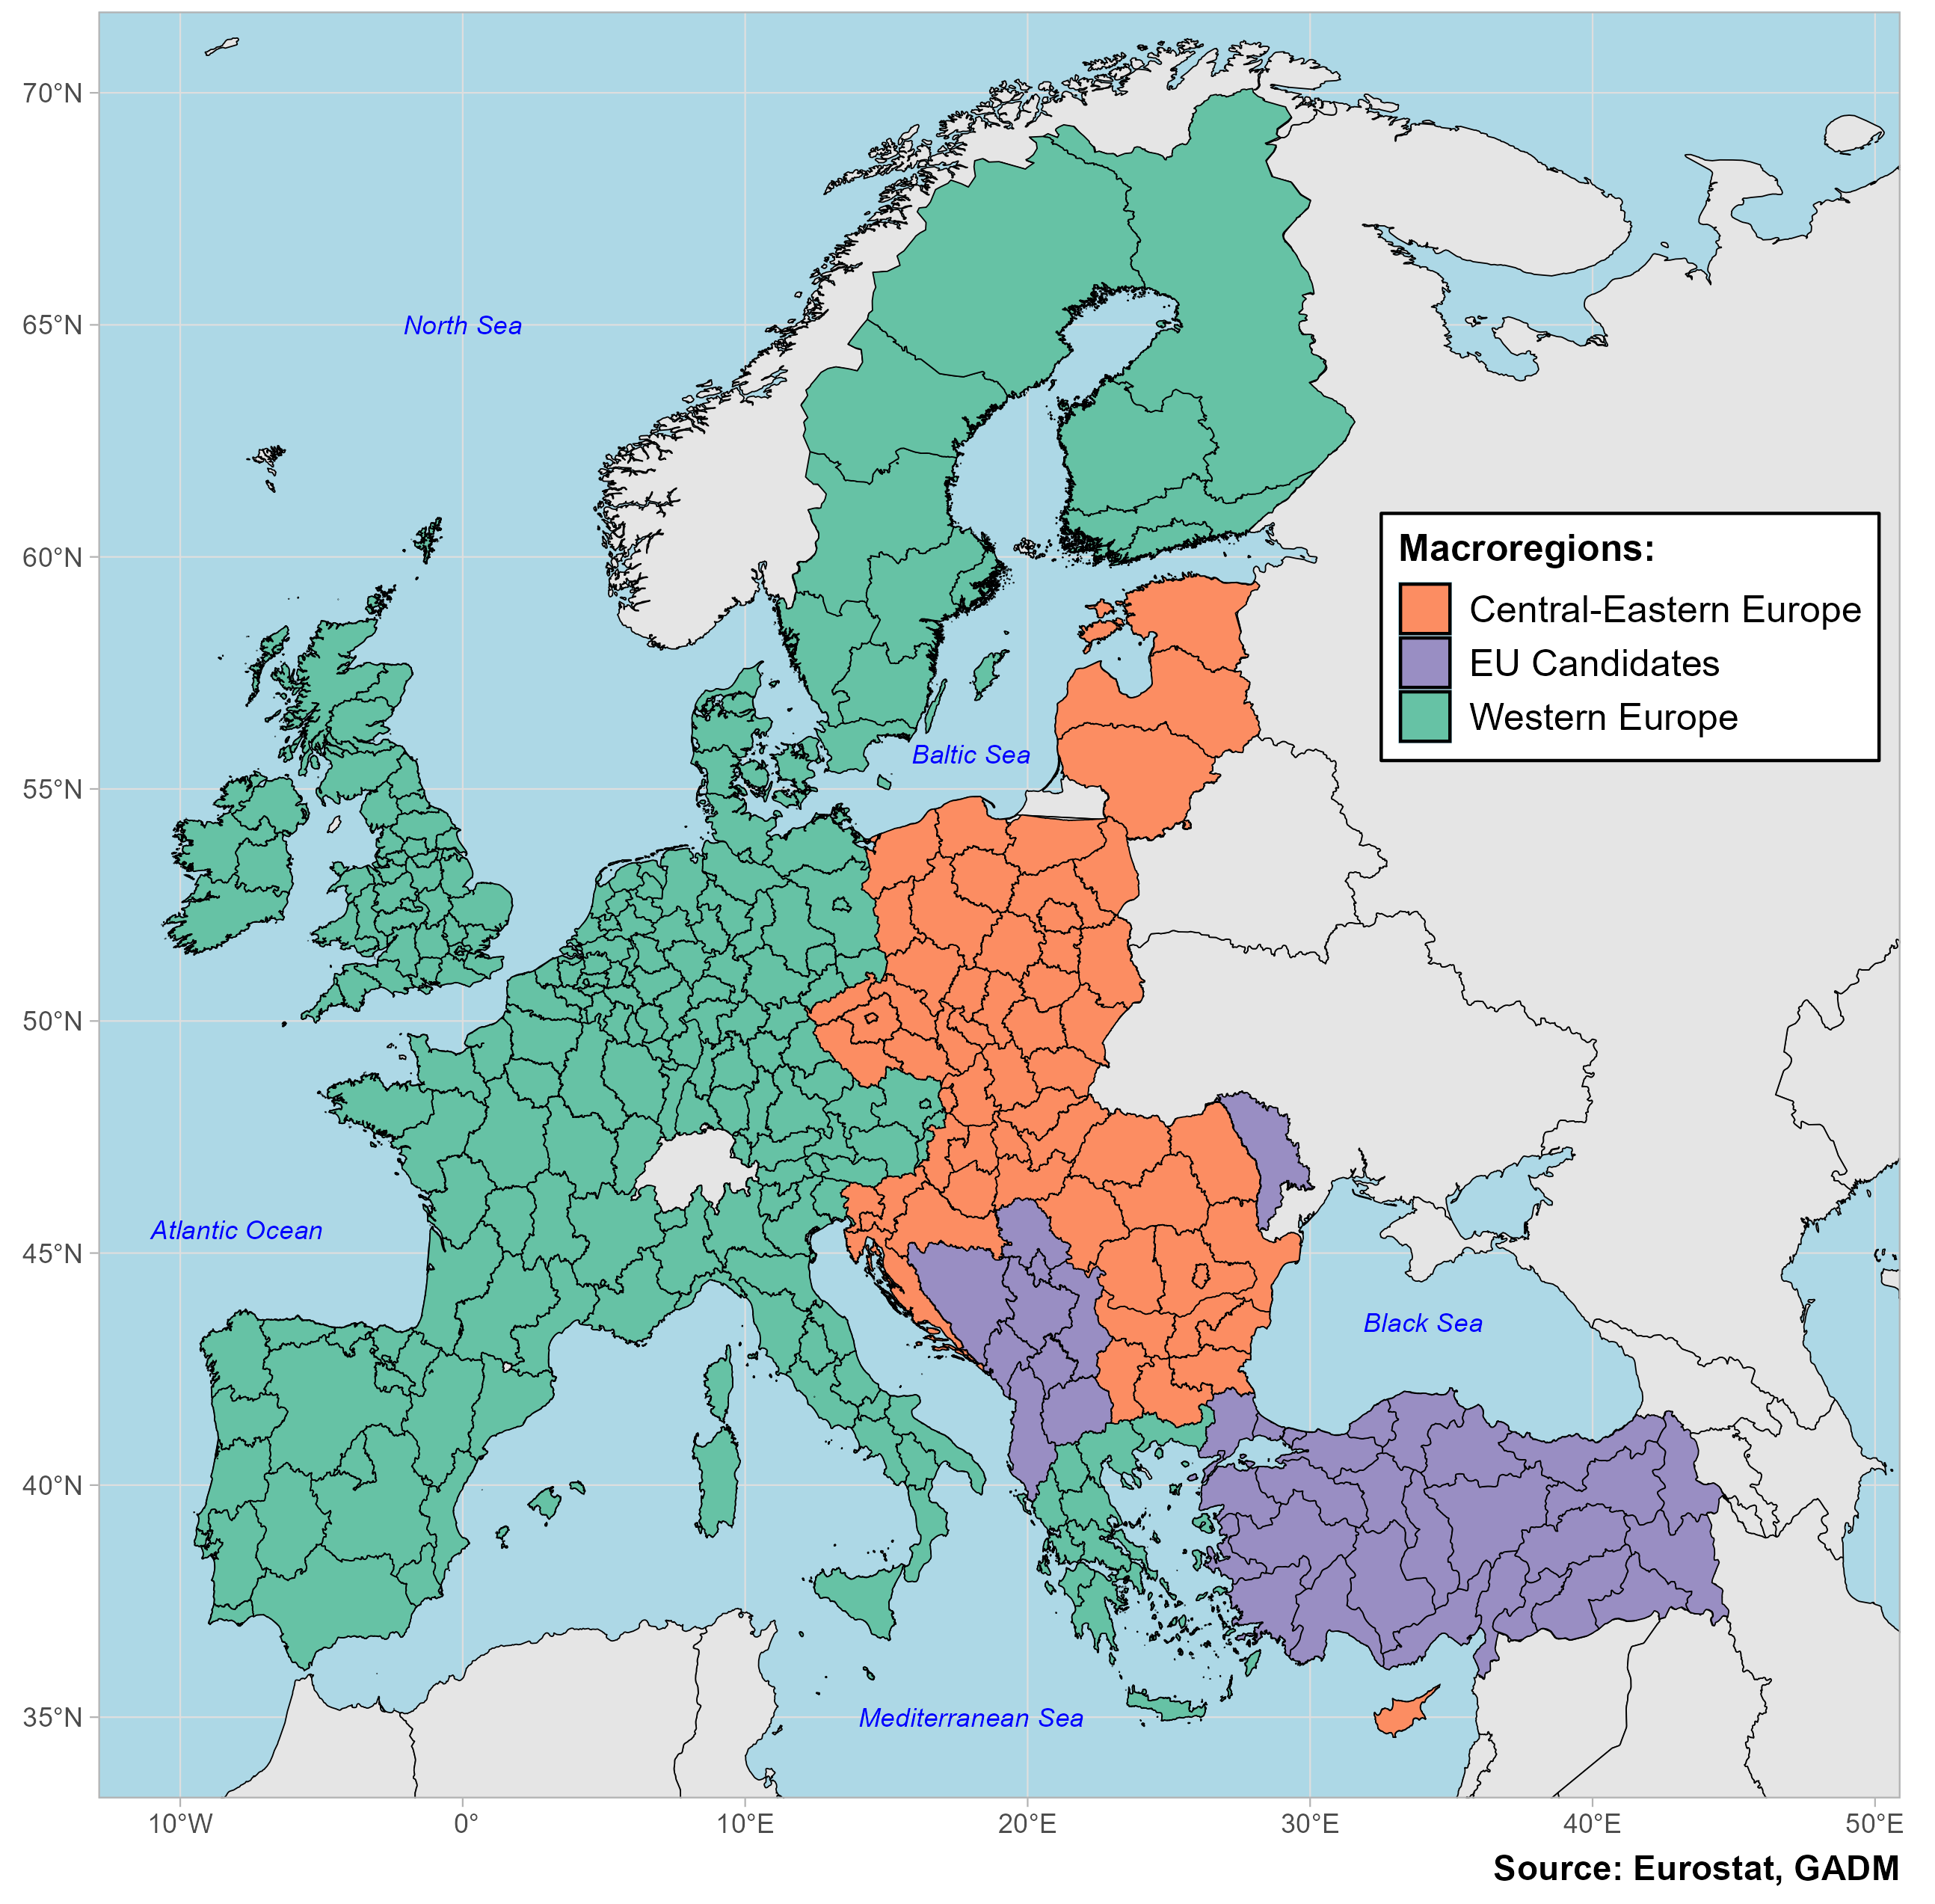 70°N
65°N
60°N
55°N
50°N
45°N
40°N
35°N
North Sea
Macroregions:
Central-Eastern Europe
EU Candidates
Western Europe
Baltic Sea
Atlantic Ocean
Black Sea
Mediterranean Sea
10°W 0° 10°E 20°E 30°E 40°E 50°E
Source: Eurostat, GADM